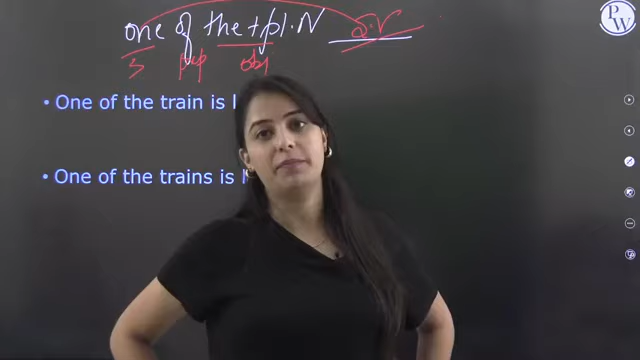 one of the + pl. N S.V
S prep obj
• One of the train is
• One of the trains is
PW